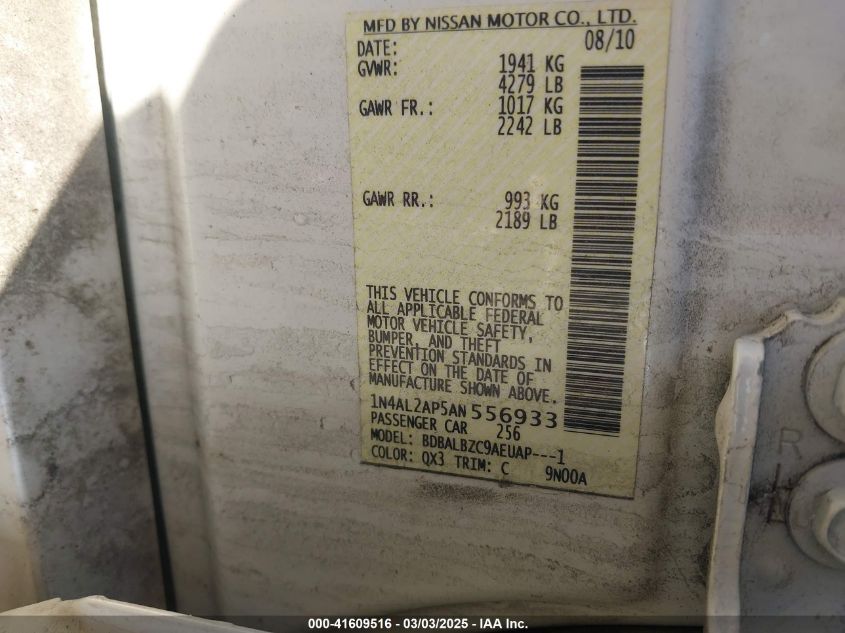 MFD BY NISSAN MOTOR CO., LTD.
DATE: 08/10
GVWR: 1941 KG
4279 LB
GAWR FR.: 1017 KG
2242 LB
GAWR RR.: 993 KG
2189 LB
THIS VEHICLE CONFORMS TO
ALL APPLICABLE FEDERAL
MOTOR VEHICLE SAFETY,
BUMPER, AND THEFT
PREVENTION STANDARDS IN
EFFECT ON THE DATE OF
MANUFACTURE SHOWN ABOVE.
1N4AL2AP5AN 556933
PASSENGER CAR 256
MODEL: BDBALBZC9AEUAP---1
COLOR: QX3 TRIM: C 9N00A
R
000-41609516 - 03/03/2025 - IAA Inc.